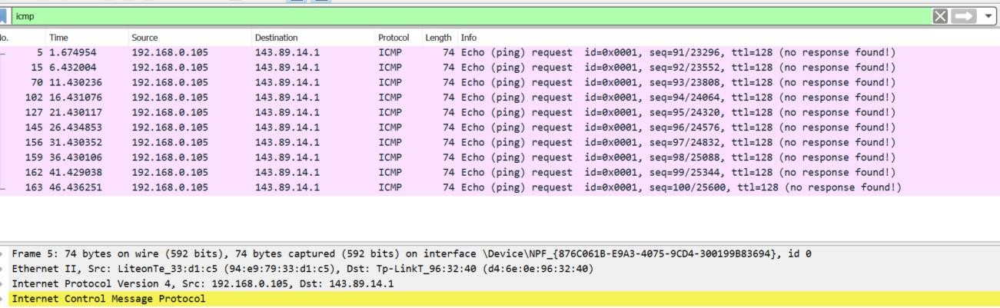 icmp
No. Time Source Destination Protocol Length Info
5 1.674954 192.168.0.105 143.89.14.1 ICMP 74 Echo (ping) request id=0x0001, seq=91/23296, ttl=128 (no response found!)
15 6.432004 192.168.0.105 143.89.14.1 ICMP 74 Echo (ping) request id=0x0001, seq=92/23552, ttl=128 (no response found!)
70 11.430236 192.168.0.105 143.89.14.1 ICMP 74 Echo (ping) request id=0x0001, seq=93/23808, ttl=128 (no response found!)
102 16.431076 192.168.0.105 143.89.14.1 ICMP 74 Echo (ping) request id=0x0001, seq=94/24064, ttl=128 (no response found!)
127 21.430117 192.168.0.105 143.89.14.1 ICMP 74 Echo (ping) request id=0x0001, seq=95/24320, ttl=128 (no response found!)
145 26.434853 192.168.0.105 143.89.14.1 ICMP 74 Echo (ping) request id=0x0001, seq=96/24576, ttl=128 (no response found!)
156 31.430352 192.168.0.105 143.89.14.1 ICMP 74 Echo (ping) request id=0x0001, seq=97/24832, ttl=128 (no response found!)
159 36.430106 192.168.0.105 143.89.14.1 ICMP 74 Echo (ping) request id=0x0001, seq=98/25088, ttl=128 (no response found!)
162 41.429038 192.168.0.105 143.89.14.1 ICMP 74 Echo (ping) request id=0x0001, seq=99/25344, ttl=128 (no response found!)
163 46.436251 192.168.0.105 143.89.14.1 ICMP 74 Echo (ping) request id=0x0001, seq=100/25600, ttl=128 (no response found!)
Frame 5: 74 bytes on wire (592 bits), 74 bytes captured (592 bits) on interface \Device\NPF_{876C061B-E9A3-4075-9CD4-300199B83694}, id 0
Ethernet II, Src: LiteonTe_33:d1:c5 (94:e9:79:33:d1:c5), Dst: Tp-LinkT_96:32:40 (d4:6e:0e:96:32:40)
Internet Protocol Version 4, Src: 192.168.0.105, Dst: 143.89.14.1
Internet Control Message Protocol